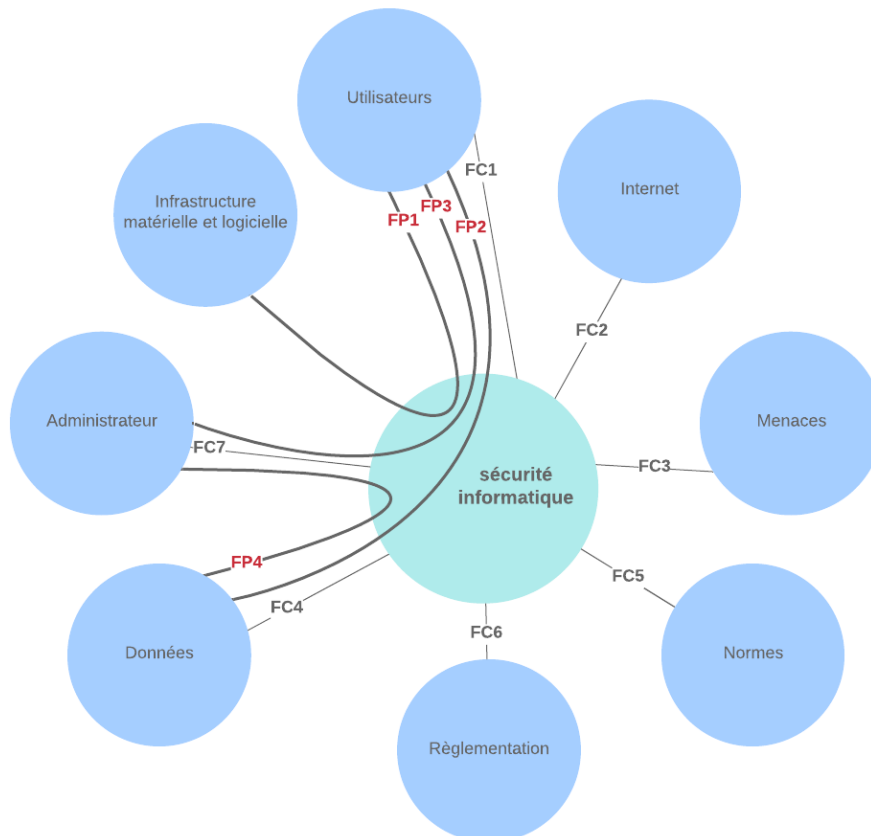 Utilisateurs
FC1
Internet
Infrastructure
matérielle et logicielle
FP1
FP3
FP2
FC2
Administrateur
FC7
Menaces
FC3
sécurité
informatique
FP4
FC4
FC5
Données
FC6
Normes
Règlementation